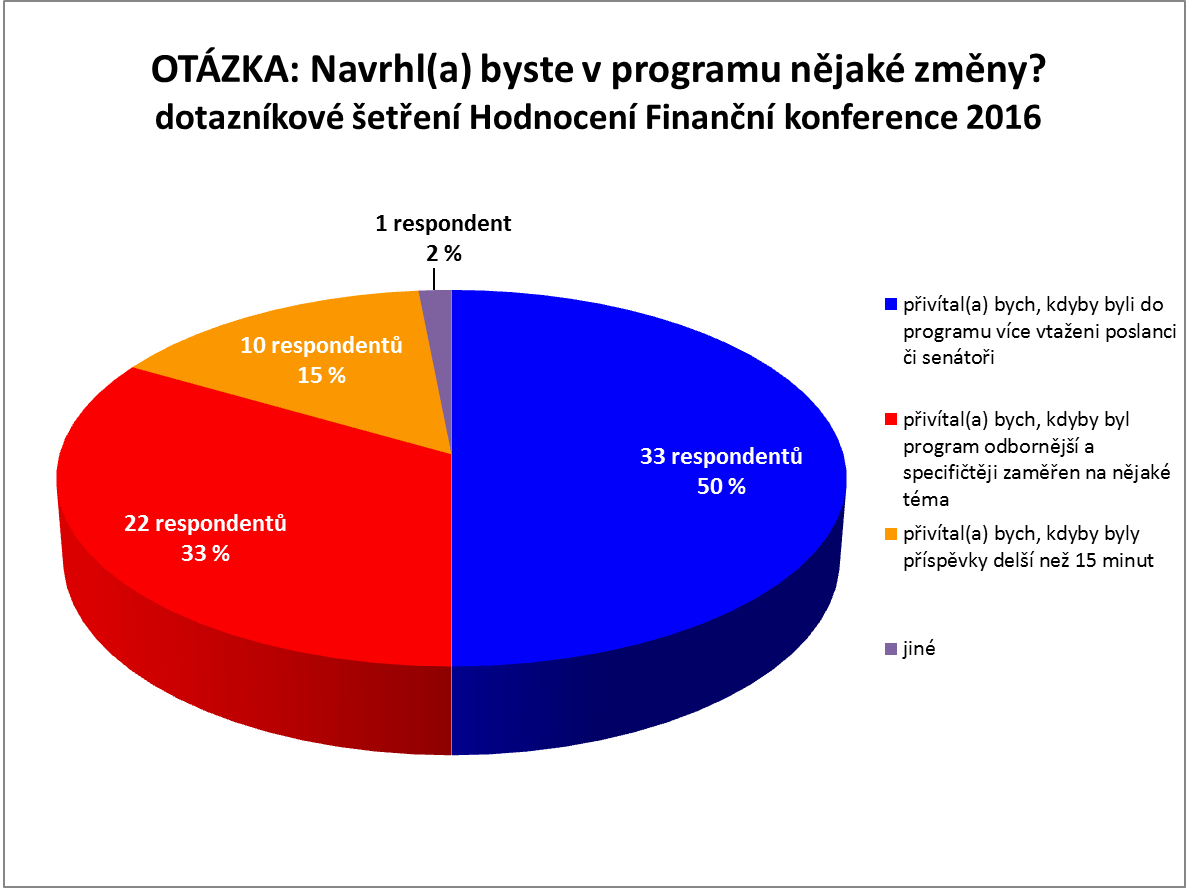 OTÁZKA: Navrhl(a) byste v programu nějaké změny?
dotazníkové šetření Hodnocení Finanční konference 2016
1 respondent
2 %
10 respondentů
15 %
33 respondentů
50 %
22 respondentů
33 %
přivítal(a) bych, kdyby byli do
programu více vtaženi poslanci
či senátoři
přivítal(a) bych, kdyby byl
program odbornější a
specifičtěji zaměřen na nějaké
téma
přivítal(a) bych, kdyby byly
příspěvky delší než 15 minut
jiné